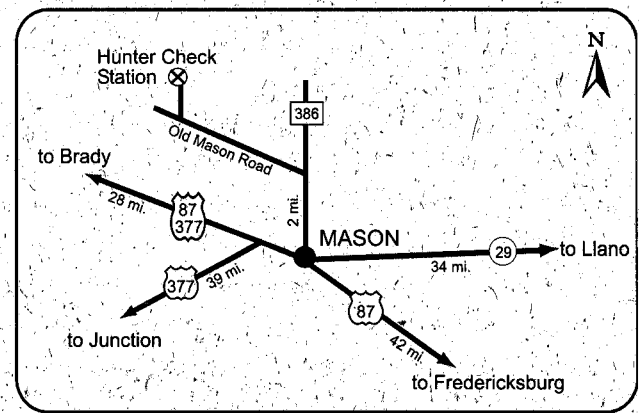 N
Hunter Check
Station
386
Old Mason Road
to Brady
28 mi.
87
377
2 mi.
MASON
34 mi.
29
to Llano
377
39 mi.
87
42 mi.
to Junction
to Fredericksburg